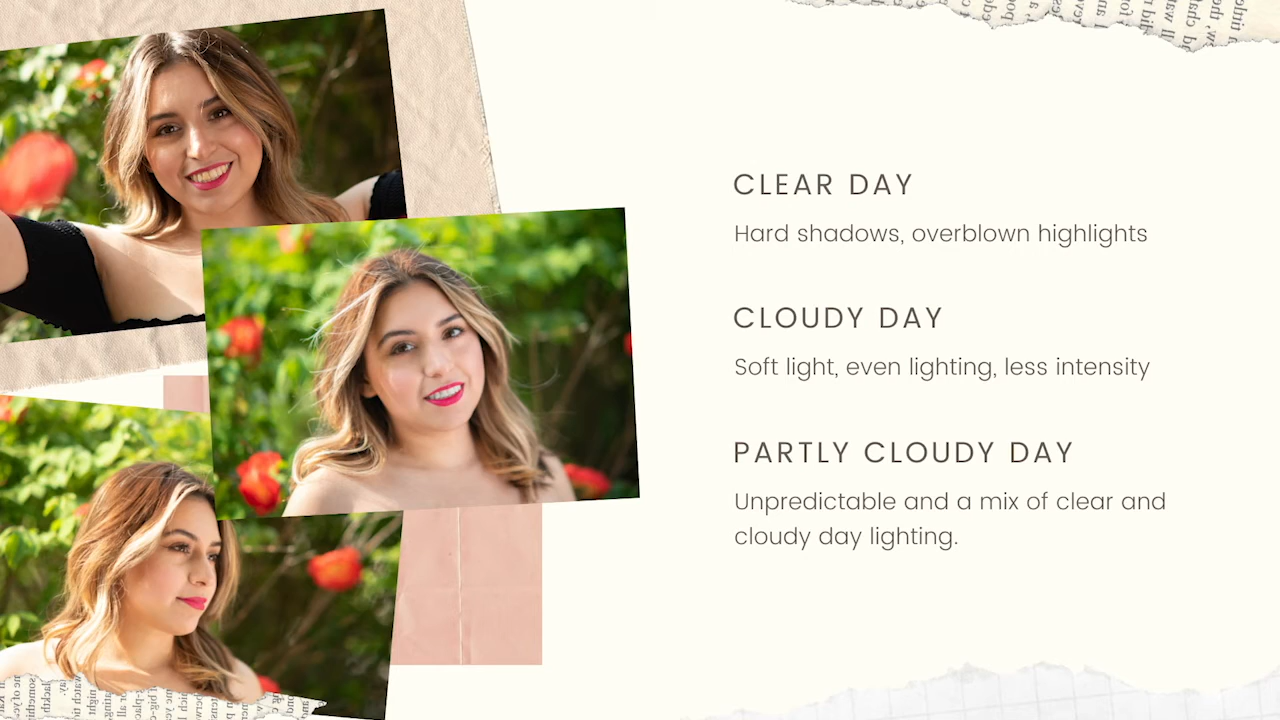 CLEAR DAY
Hard shadows, overblown highlights
CLOUDY DAY
Soft light, even lighting, less intensity
PARTLY CLOUDY DAY
Unpredictable and a mix of clear and
cloudy day lighting.